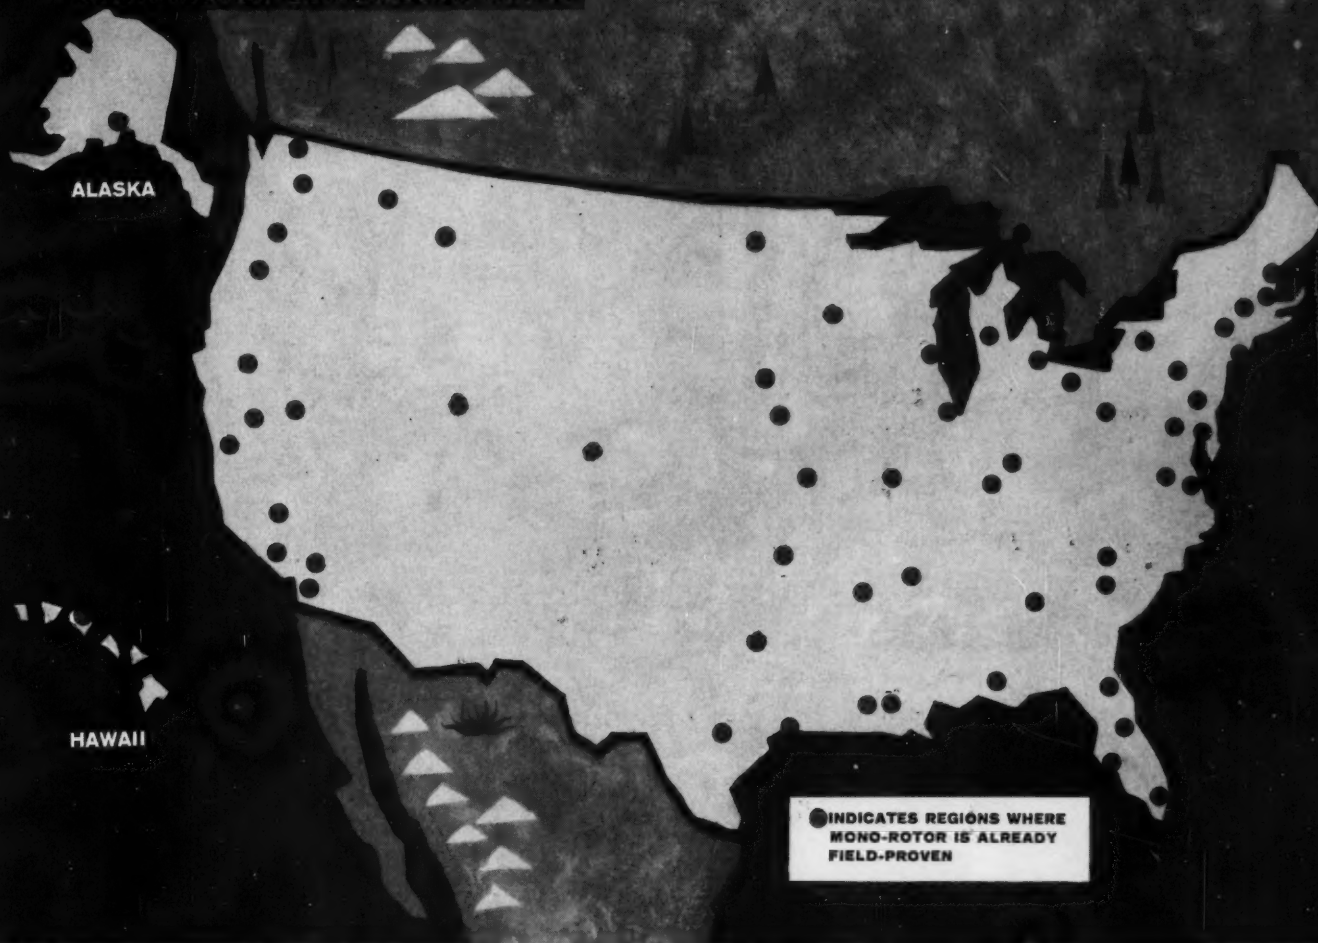 ALASKA
HAWAII
INDICATES REGIONS WHERE
MONO-ROTOR IS ALREADY
FIELD-PROVEN